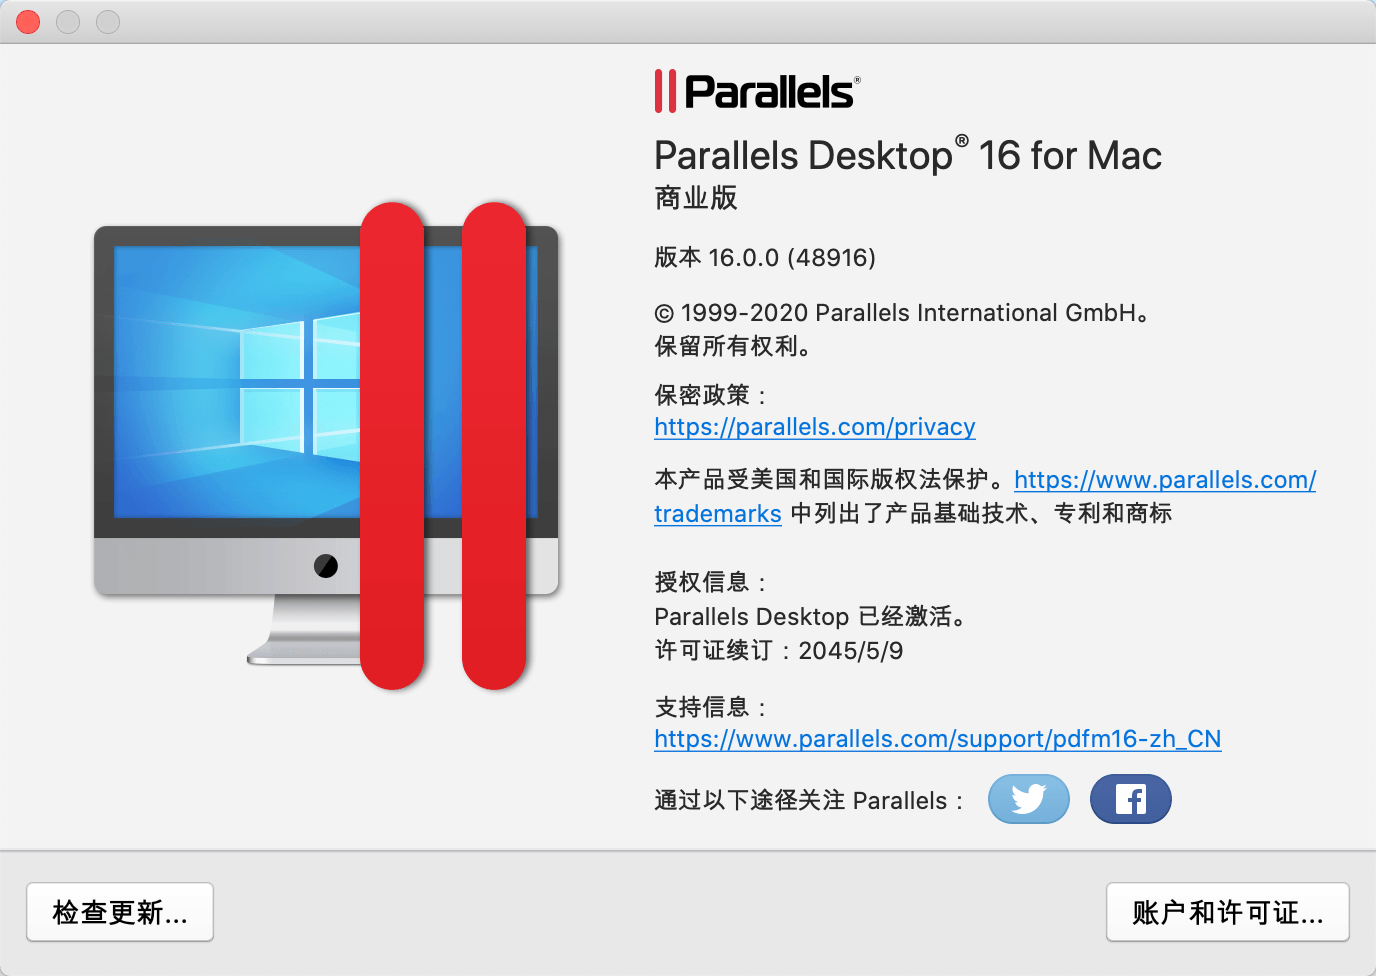 Parallels®
Parallels Desktop® 16 for Mac
商业版
版本 16.0.0 (48916)
© 1999-2020 Parallels International GmbH。
保留所有权利。
保密政策：
https://parallels.com/privacy
本产品受美国和国际版权法保护。https://www.parallels.com/
trademarks 中列出了产品基础技术、专利和商标
授权信息：
Parallels Desktop 已经激活。
许可证续订：2045/5/9
支持信息：
https://www.parallels.com/support/pdfm16-zh_CN
通过以下途径关注 Parallels：
检查更新...
账户和许可证...